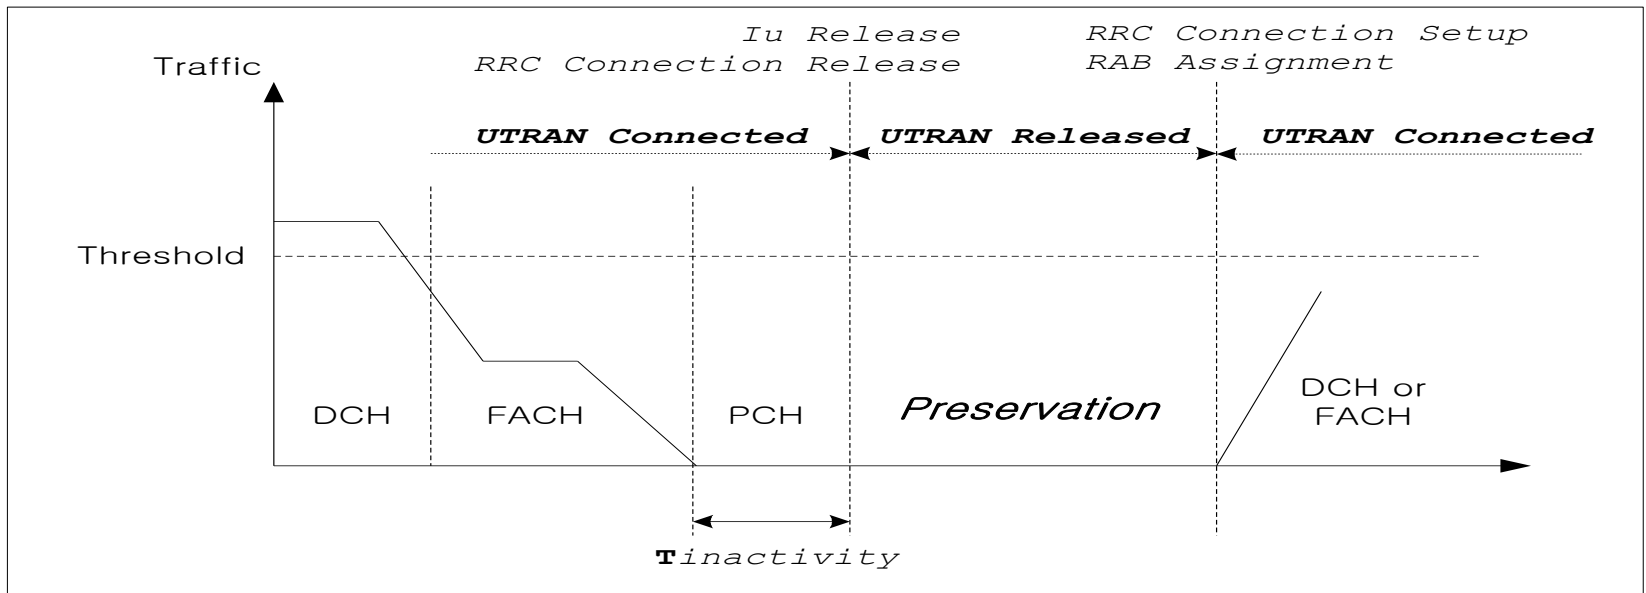 Iu Release
RRC Connection Release
RRC Connection Setup
RAB Assignment
Traffic
UTRAN Connected
UTRAN Released
UTRAN Connected
Threshold
DCH
FACH
PCH
Preservation
DCH or
FACH
Tinactivity